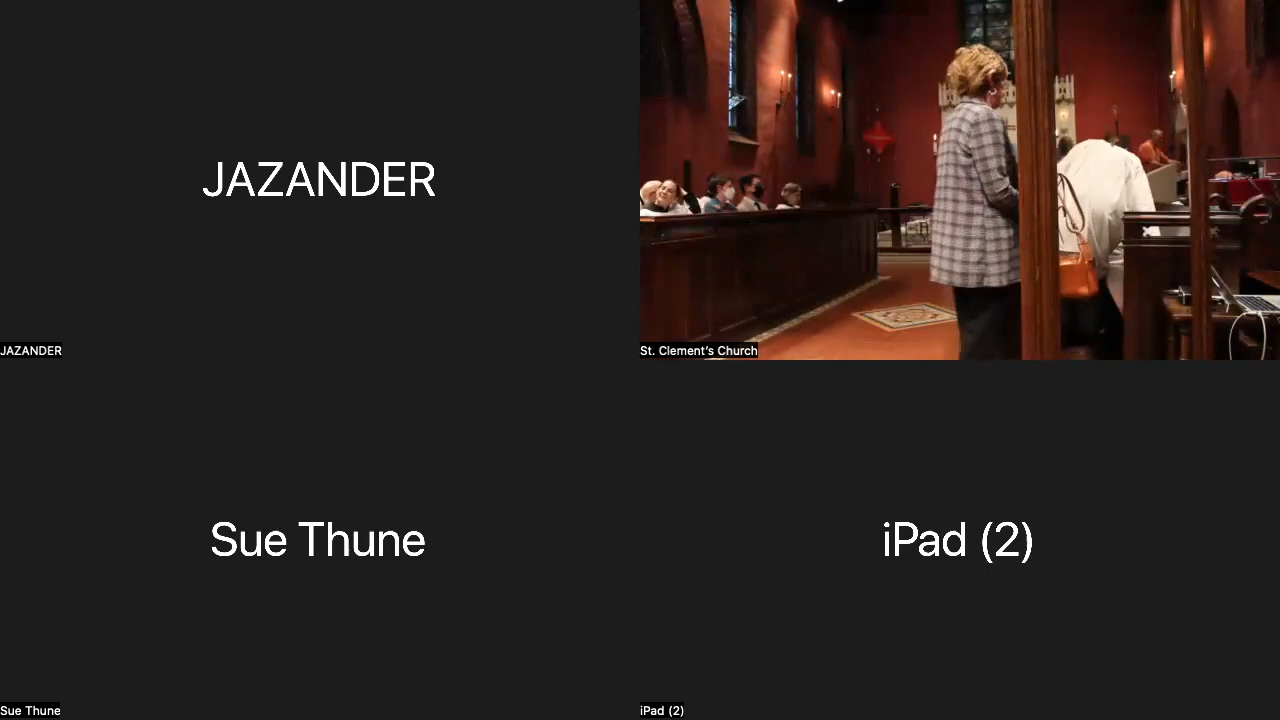 JAZANDER
JAZANDER
St. Clement's Church
Sue Thune
iPad (2)
Sue Thune
iPad (2)